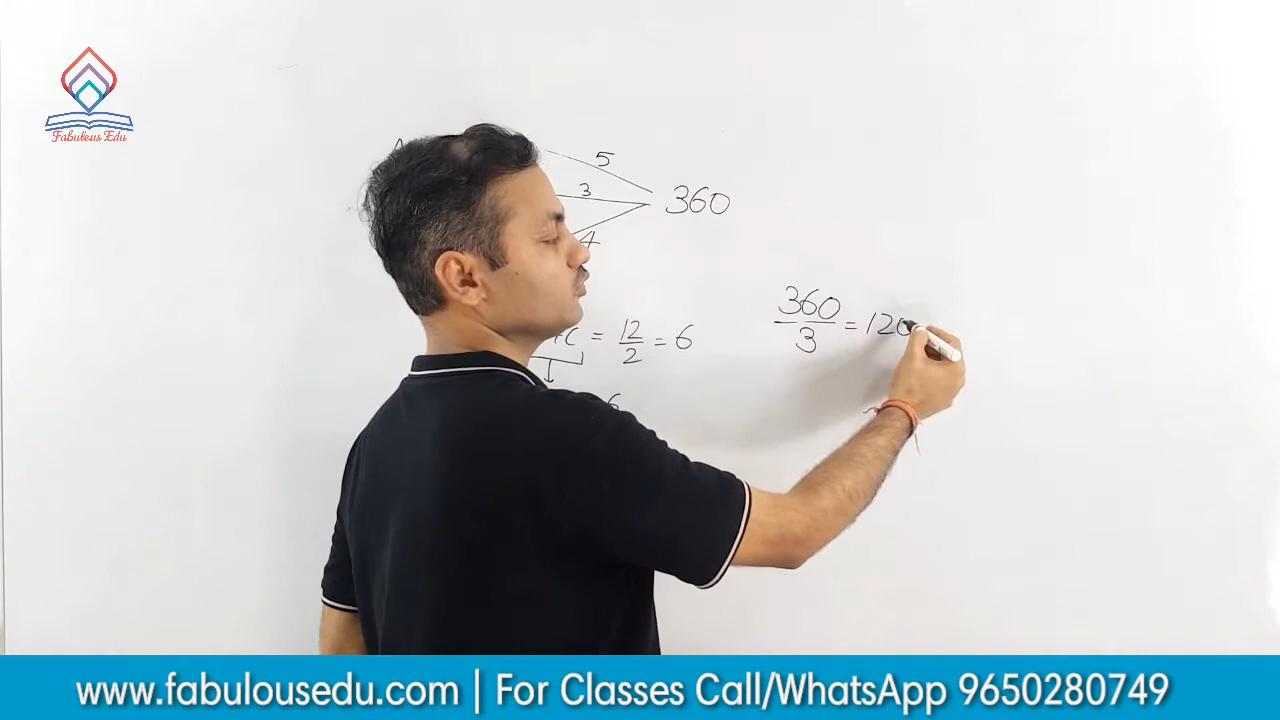 Fabulous Edu
5
3
360
4
360/3 = 120
+C = 12/2 = 6
6
www.fabulousedu.com | For Classes Call/WhatsApp 9650280749